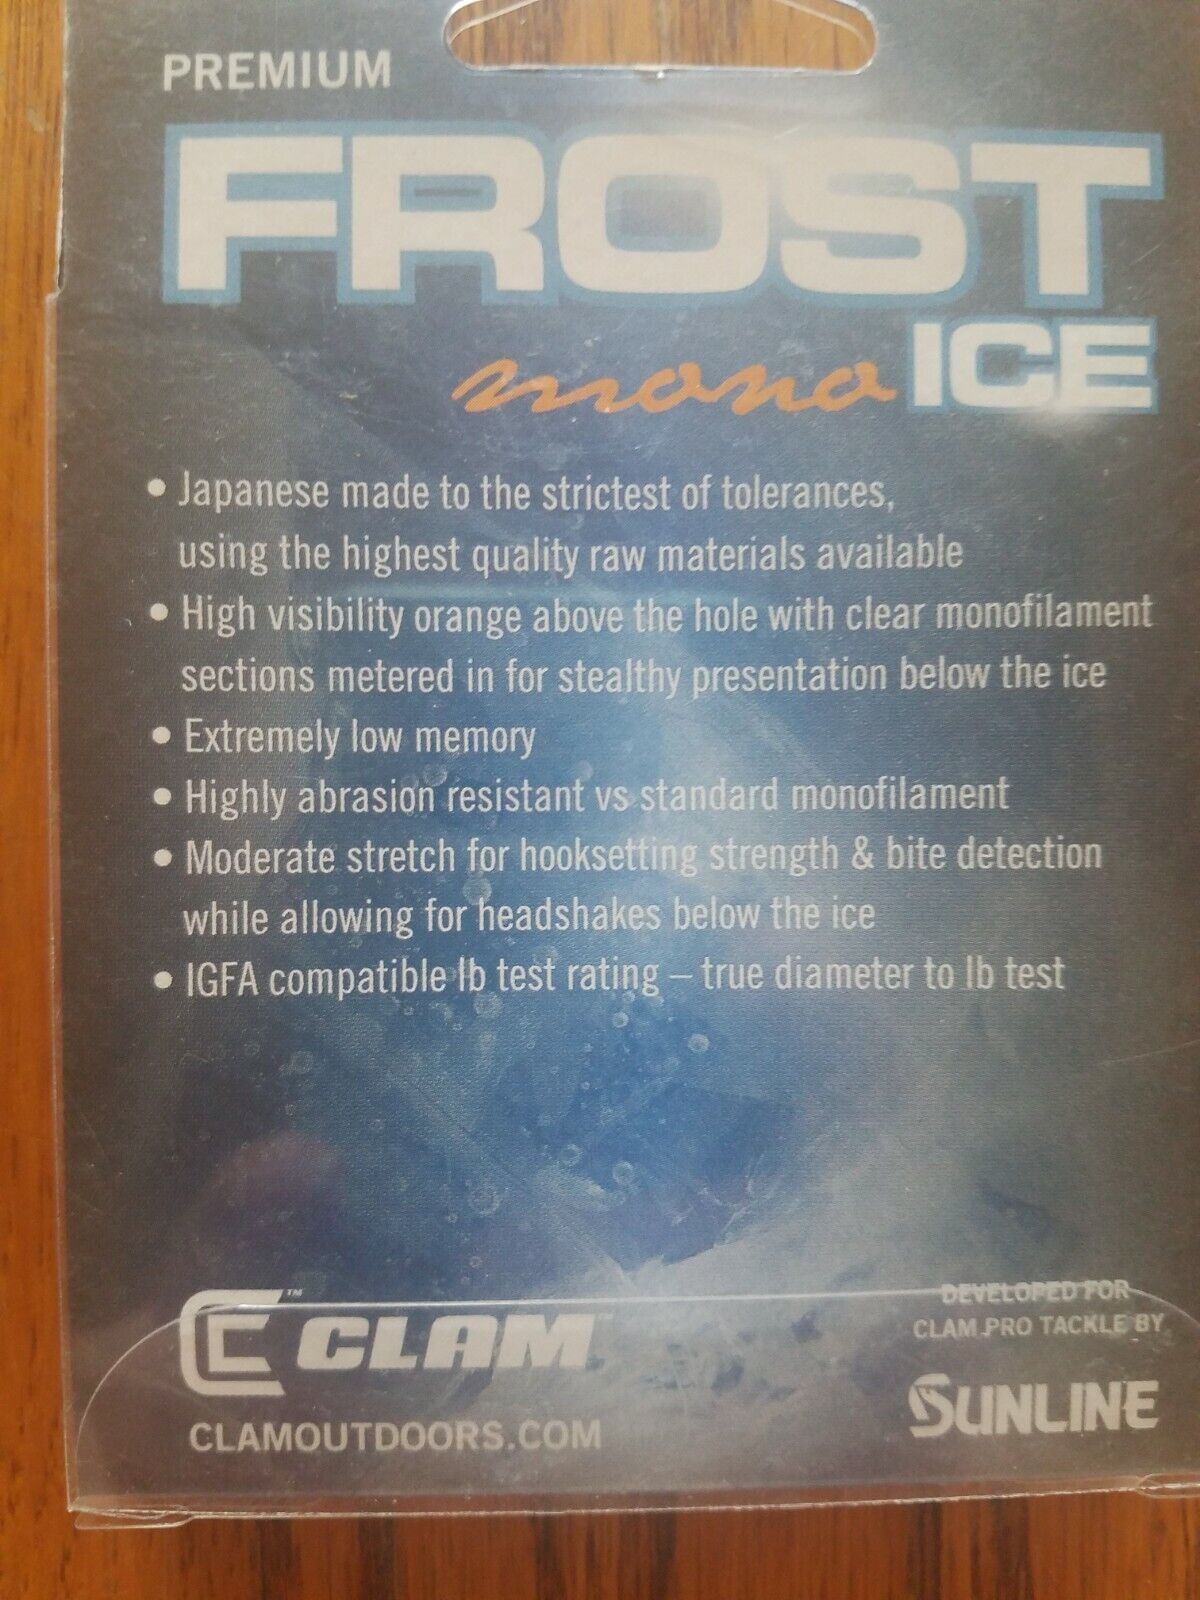 PREMIUM
FROST
mono ICE
• Japanese made to the strictest of tolerances,
using the highest quality raw materials available
• High visibility orange above the hole with clear monofilament
sections metered in for stealthy presentation below the ice
• Extremely low memory
• Highly abrasion resistant vs standard monofilament
• Moderate stretch for hooksetting strength & bite detection
while allowing for headshakes below the ice
• IGFA compatible lb test rating – true diameter to lb test
™ CLAM™
CLAMOUTDOORS.COM
DEVELOPED FOR
CLAM PRO TACKLE BY
SUNLINE